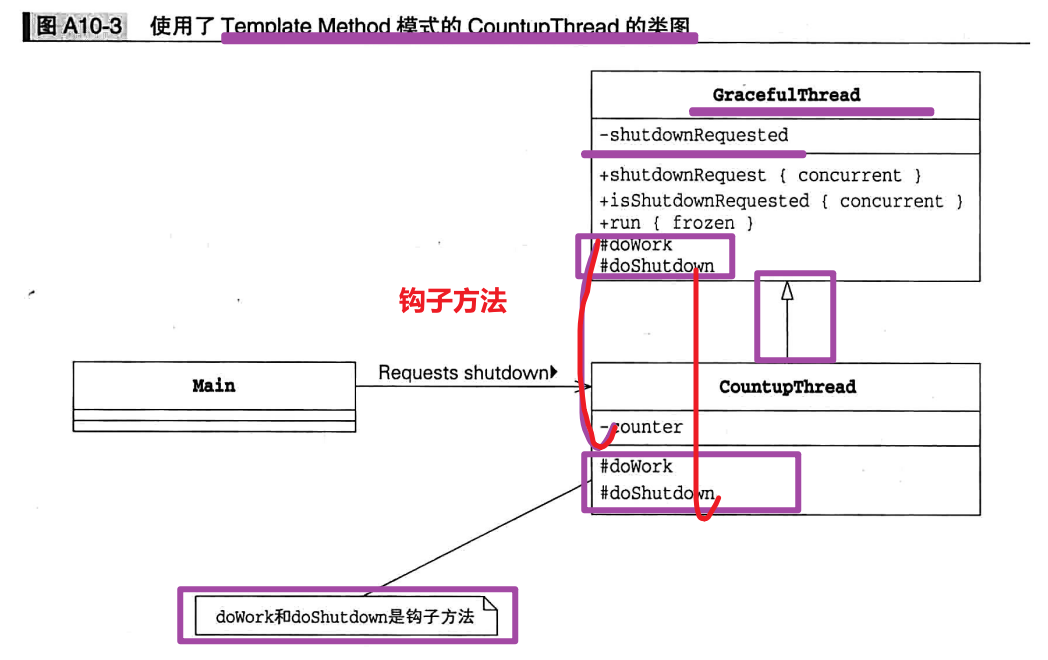 图 A10-3 使用了 Template Method 模式的 CountupThread 的类图
GracefulThread
-shutdownRequested
+shutdownRequest { concurrent }
+isShutdownRequested { concurrent }
+run { frozen }
#doWork
#doShutdown
钩子方法
Main
Requests shutdown▶
CountupThread
-counter
#doWork
#doShutdown
doWork和doShutdown是钩子方法